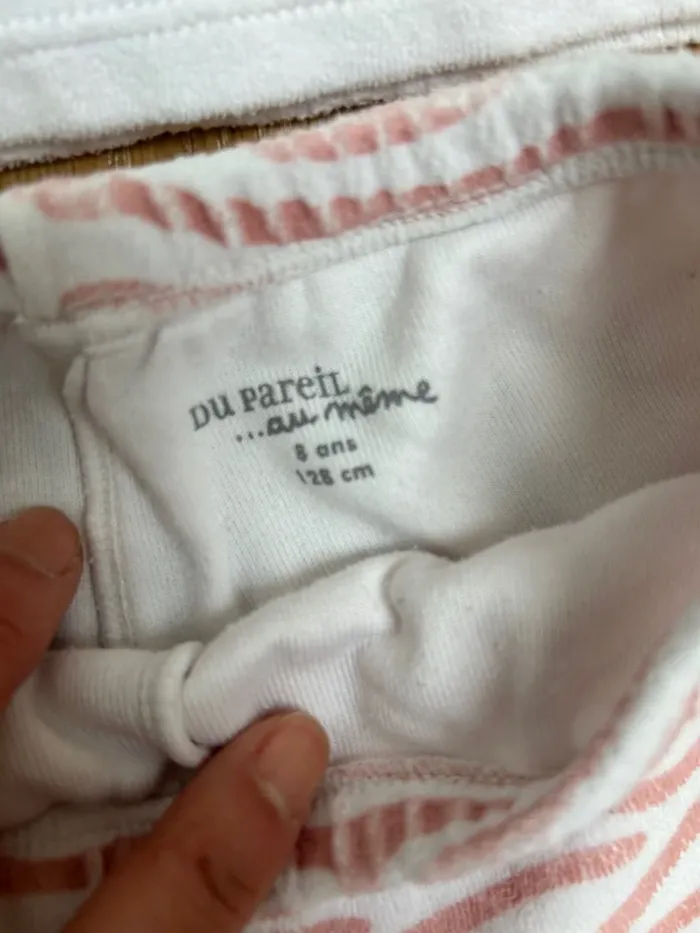 DU PAREIL
...au même
8 ans
128 cm